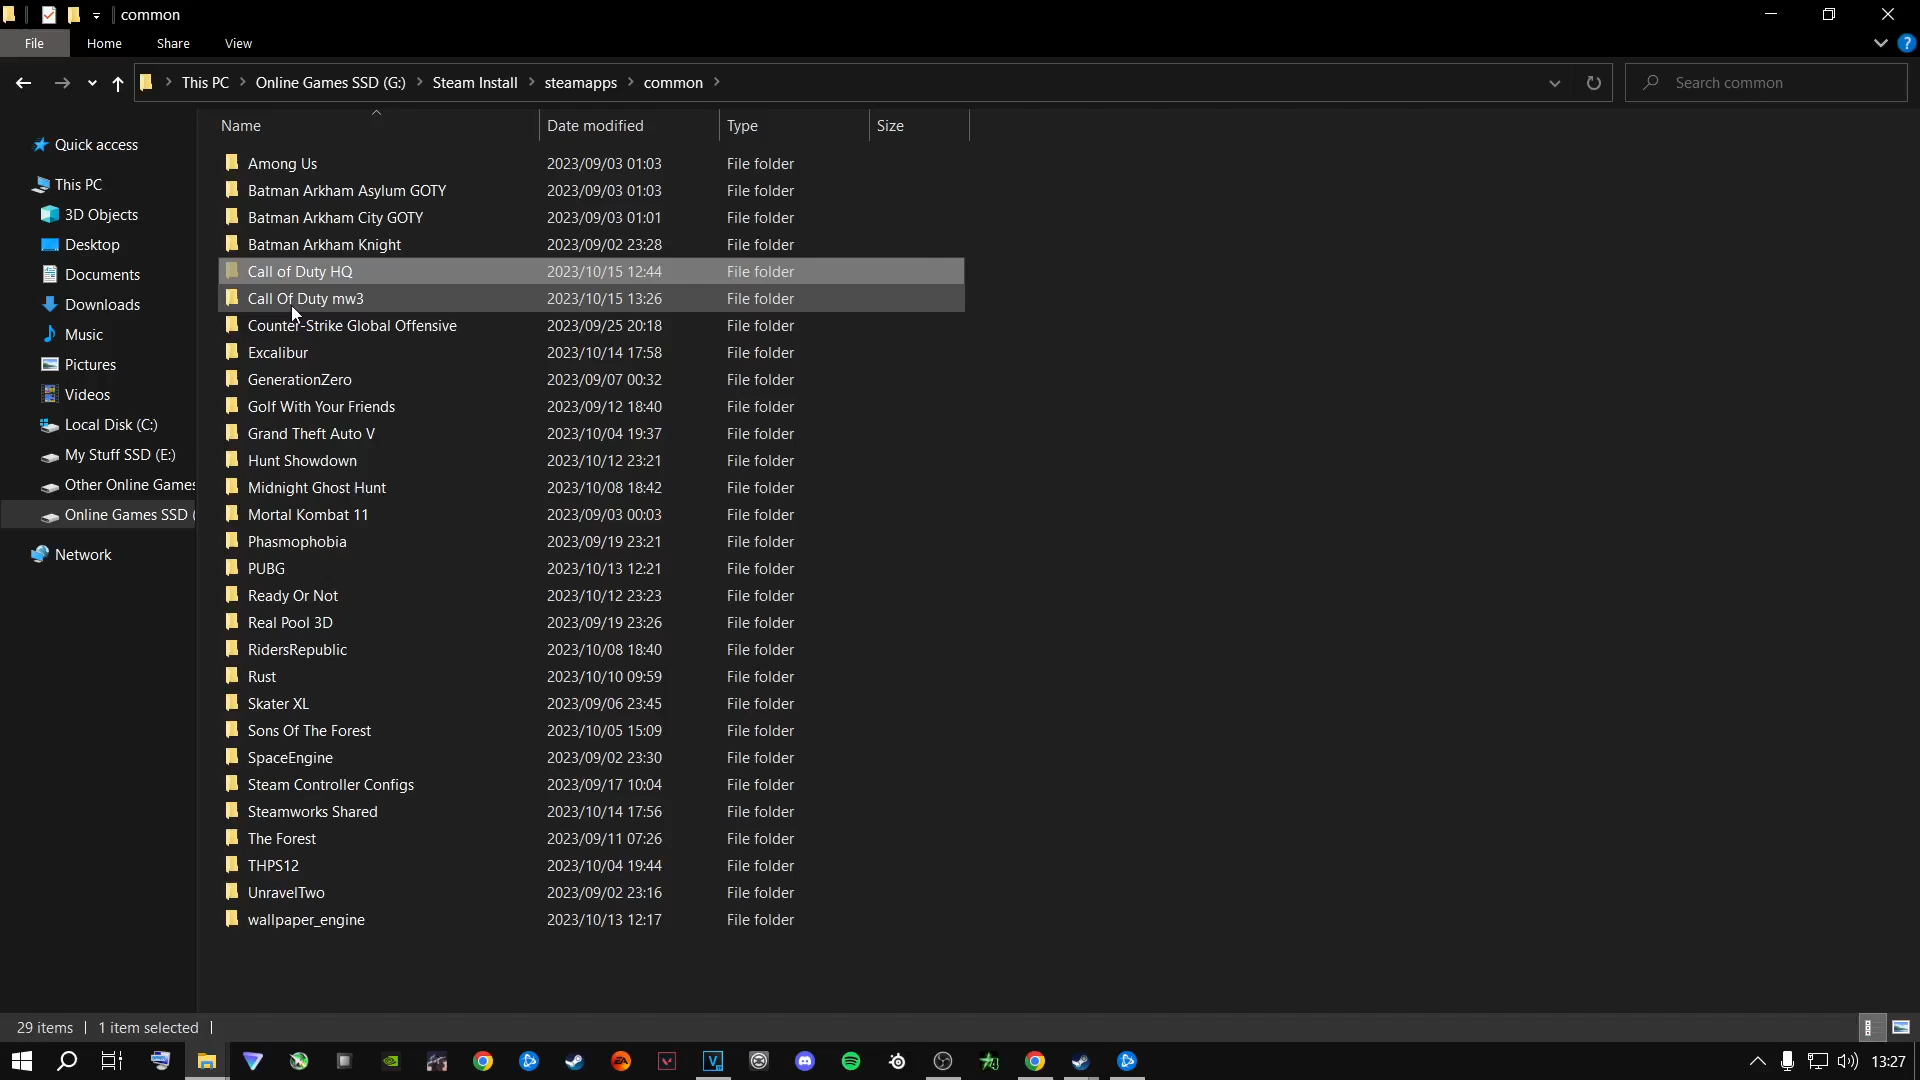 common
File Home Share View
?
This PC > Online Games SSD (G:) > Steam Install > steamapps > common >
Search common
Name Date modified Type Size
Quick access
This PC
3D Objects
Desktop
Documents
Downloads
Music
Pictures
Videos
Local Disk (C:)
My Stuff SSD (E:)
Other Online Games
Online Games SSD (
Network
Among Us 2023/09/03 01:03 File folder
Batman Arkham Asylum GOTY 2023/09/03 01:03 File folder
Batman Arkham City GOTY 2023/09/03 01:01 File folder
Batman Arkham Knight 2023/09/02 23:28 File folder
Call of Duty HQ 2023/10/15 12:44 File folder
Call Of Duty mw3 2023/10/15 13:26 File folder
Counter-Strike Global Offensive 2023/09/25 20:18 File folder
Excalibur 2023/10/14 17:58 File folder
GenerationZero 2023/09/07 00:32 File folder
Golf With Your Friends 2023/09/12 18:40 File folder
Grand Theft Auto V 2023/10/04 19:37 File folder
Hunt Showdown 2023/10/12 23:21 File folder
Midnight Ghost Hunt 2023/10/08 18:42 File folder
Mortal Kombat 11 2023/09/03 00:03 File folder
Phasmophobia 2023/09/19 23:21 File folder
PUBG 2023/10/13 12:21 File folder
Ready Or Not 2023/10/12 23:23 File folder
Real Pool 3D 2023/09/19 23:26 File folder
RidersRepublic 2023/10/08 18:40 File folder
Rust 2023/10/10 09:59 File folder
Skater XL 2023/09/06 23:45 File folder
Sons Of The Forest 2023/10/05 15:09 File folder
SpaceEngine 2023/09/02 23:30 File folder
Steam Controller Configs 2023/09/17 10:04 File folder
Steamworks Shared 2023/10/14 17:56 File folder
The Forest 2023/09/11 07:26 File folder
THPS12 2023/10/04 19:44 File folder
UnravelTwo 2023/09/02 23:16 File folder
wallpaper_engine 2023/10/13 12:17 File folder
29 items 1 item selected
13:27